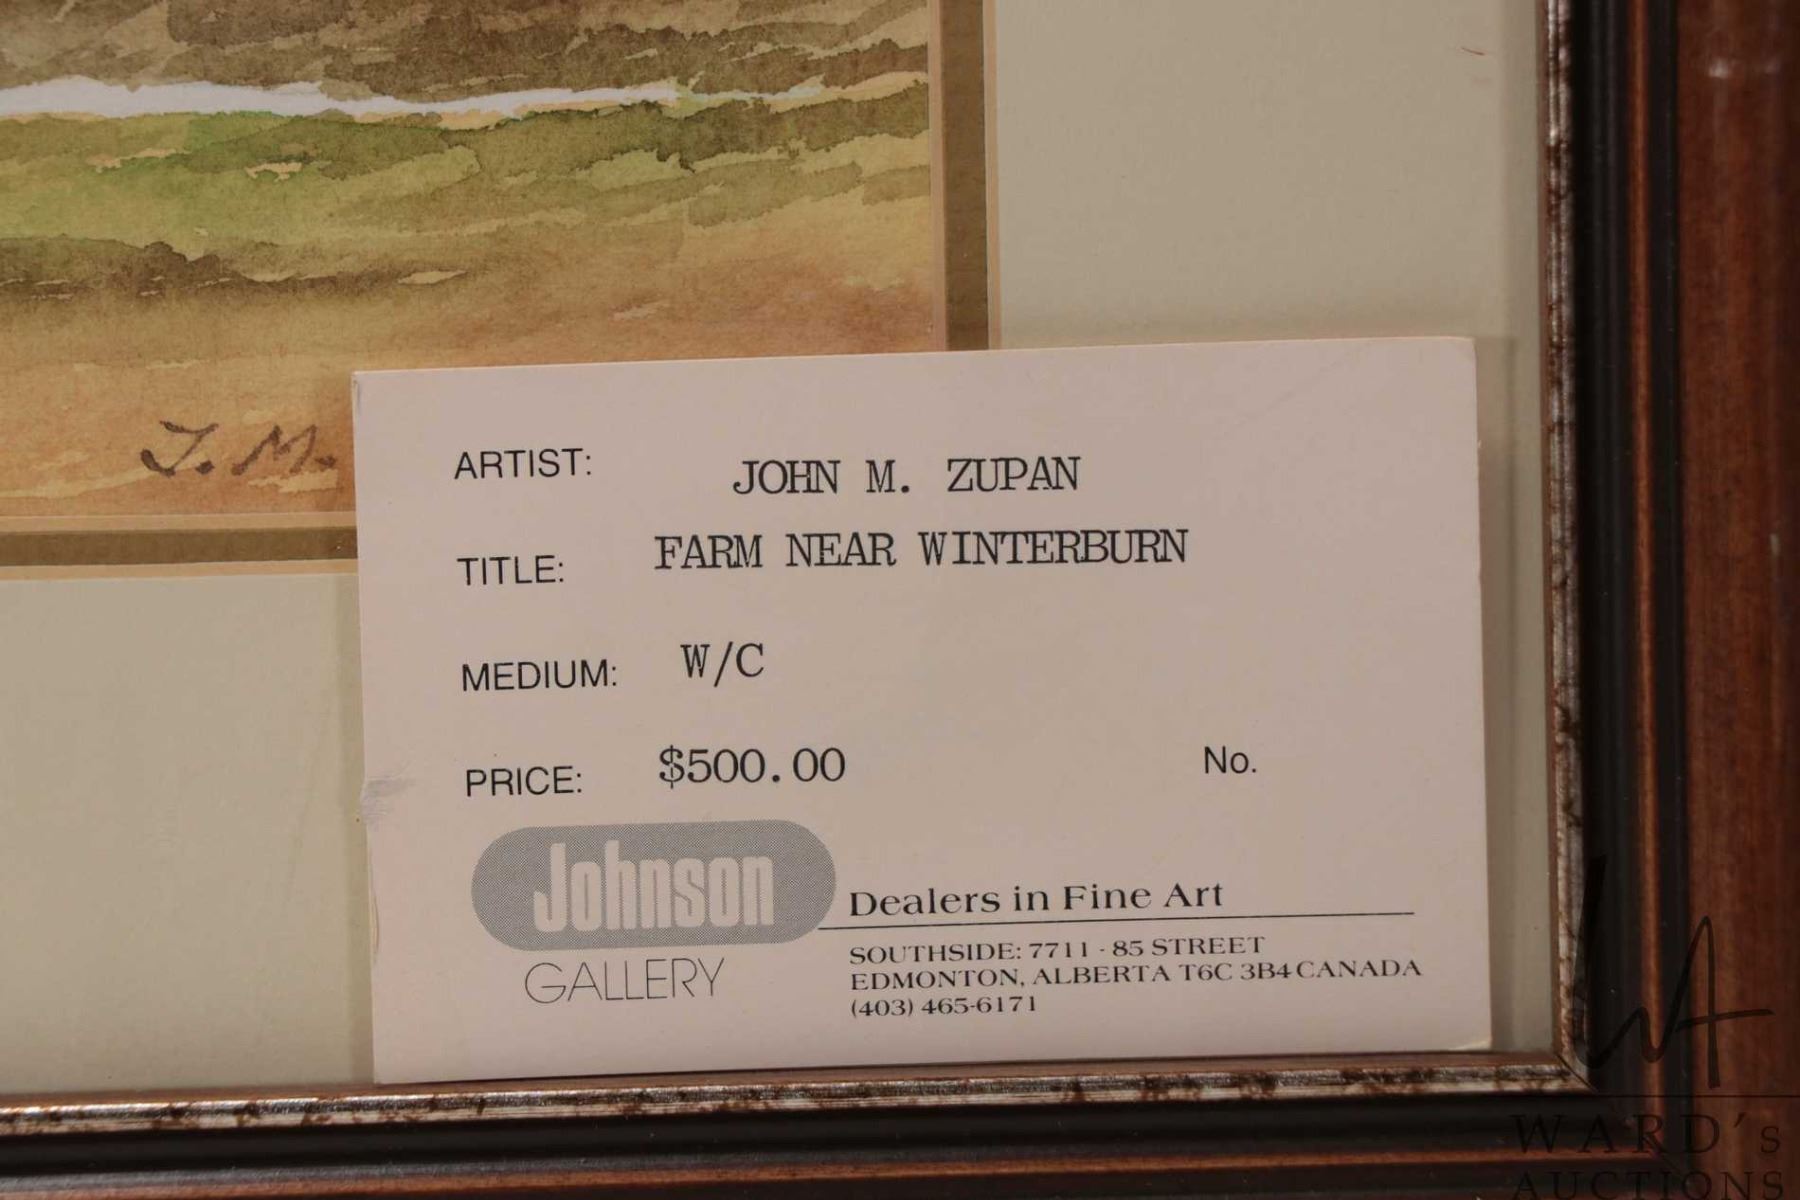 J. M.
ARTIST: JOHN M. ZUPAN
TITLE: FARM NEAR WINTERBURN
MEDIUM: W/C
PRICE: $500.00 No.
Johnson
GALLERY
Dealers in Fine Art
SOUTHSIDE: 7711 - 85 STREET
EDMONTON, ALBERTA T6C 3B4 CANADA
(403) 465-6171
WA
WARD's
AUCTIONS